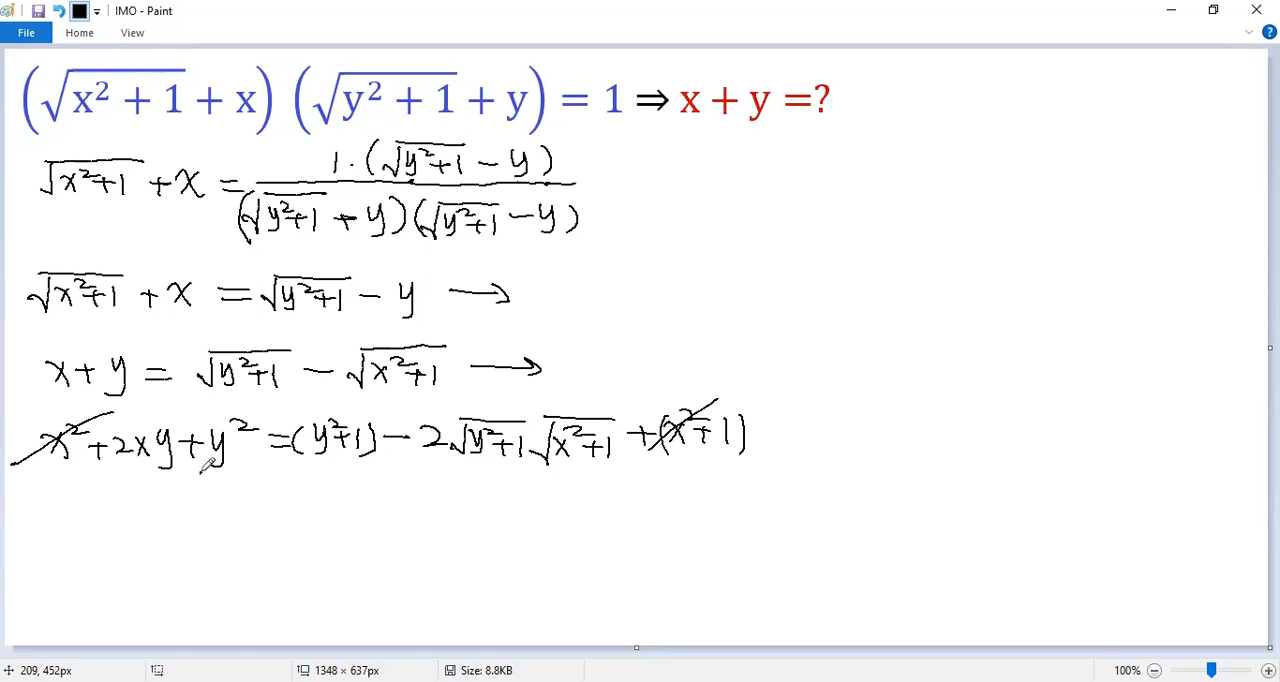 IMO - Paint
File Home View
(√(x² + 1) + x) (√(y² + 1) + y) = 1 ⇒ x + y =?
√(x²+1) + x = 1·(√(y²+1) − y) / (√(y²+1) + y)(√(y²+1) − y)
√(x²+1) + x = √(y²+1) − y →
x + y = √(y²+1) − √(x²+1) →
x² + 2xy + y² = (y²+1) − 2√(y²+1) √(x²+1) + (x²+1)
209, 452px 1348 × 637px Size: 8.8KB 100%